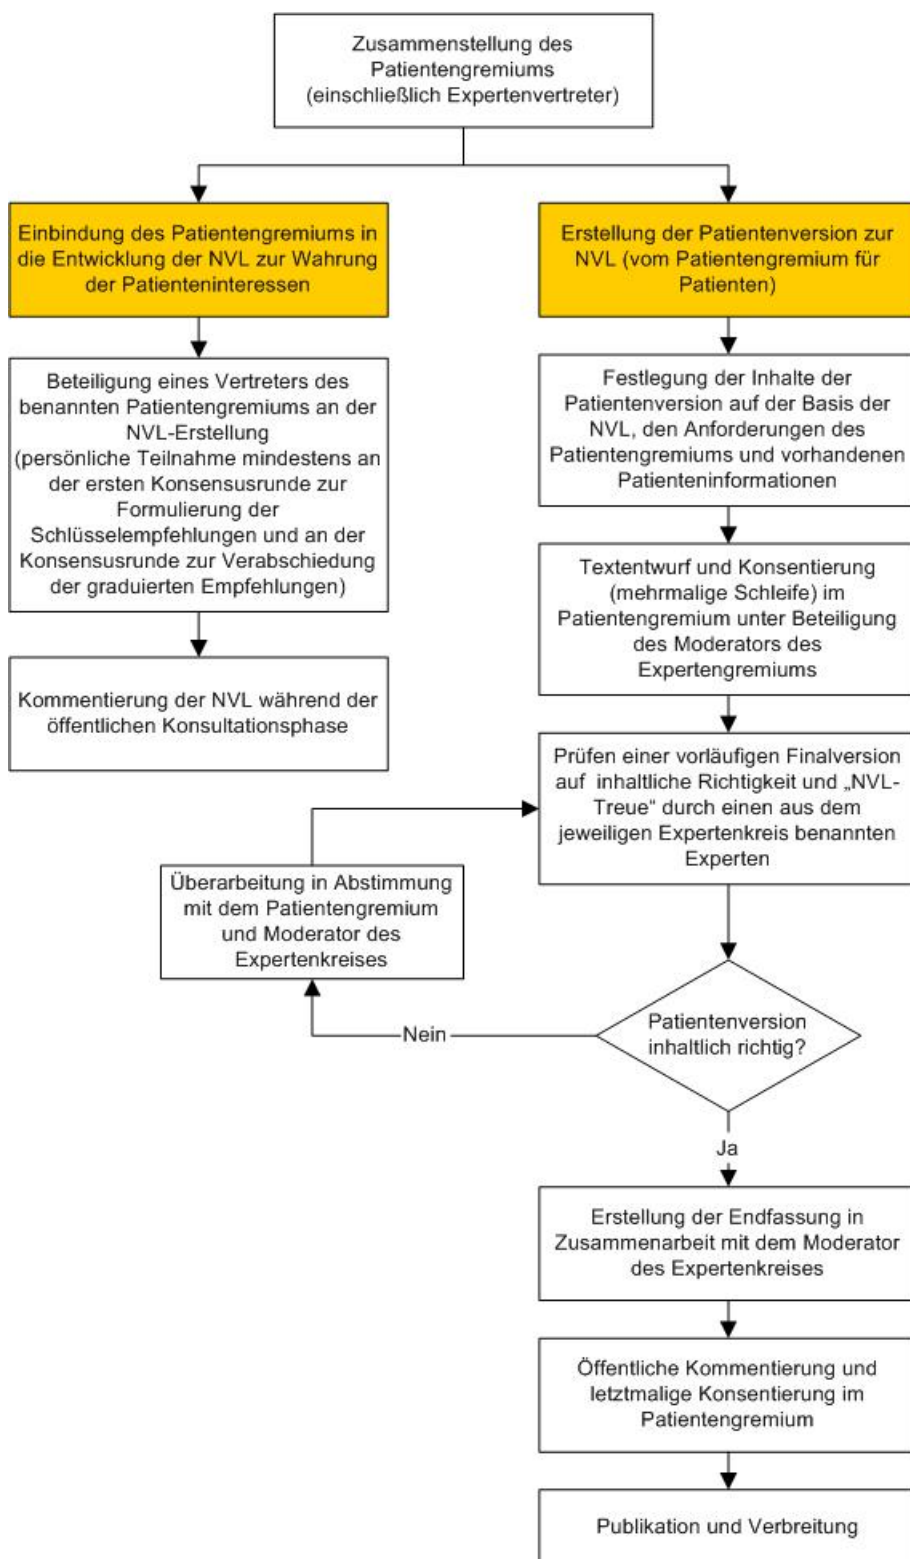 Zusammenstellung des
Patientengremiums
(einschließlich Expertenvertreter)
Einbindung des Patientengremiums in
die Entwicklung der NVL zur Wahrung
der Patienteninteressen
Beteiligung eines Vertreters des
benannten Patientengremiums an der
NVL-Erstellung
(persönliche Teilnahme mindestens an
der ersten Konsensusrunde zur
Formulierung der
Schlüsselempfehlungen und an der
Konsensusrunde zur Verabschiedung
der graduierten Empfehlungen)
Kommentierung der NVL während der
öffentlichen Konsultationsphase
Erstellung der Patientenversion zur
NVL (vom Patientengremium für
Patienten)
Festlegung der Inhalte der
Patientenversion auf der Basis der
NVL, den Anforderungen des
Patientengremiums und vorhandenen
Patienteninformationen
Textentwurf und Konsentierung
(mehrmalige Schleife) im
Patientengremium unter Beteiligung
des Moderators des
Expertengremiums
Prüfen einer vorläufigen Finalversion
auf inhaltliche Richtigkeit und „NVL-
Treue“ durch einen aus dem
jeweiligen Expertenkreis benannten
Experten
Überarbeitung in Abstimmung
mit dem Patientengremium
und Moderator des
Expertenkreises
Patientenversion
inhaltlich richtig?
Nein
Ja
Erstellung der Endfassung in
Zusammenarbeit mit dem Moderator
des Expertenkreises
Öffentliche Kommentierung und
letztmalige Konsentierung im
Patientengremium
Publikation und Verbreitung